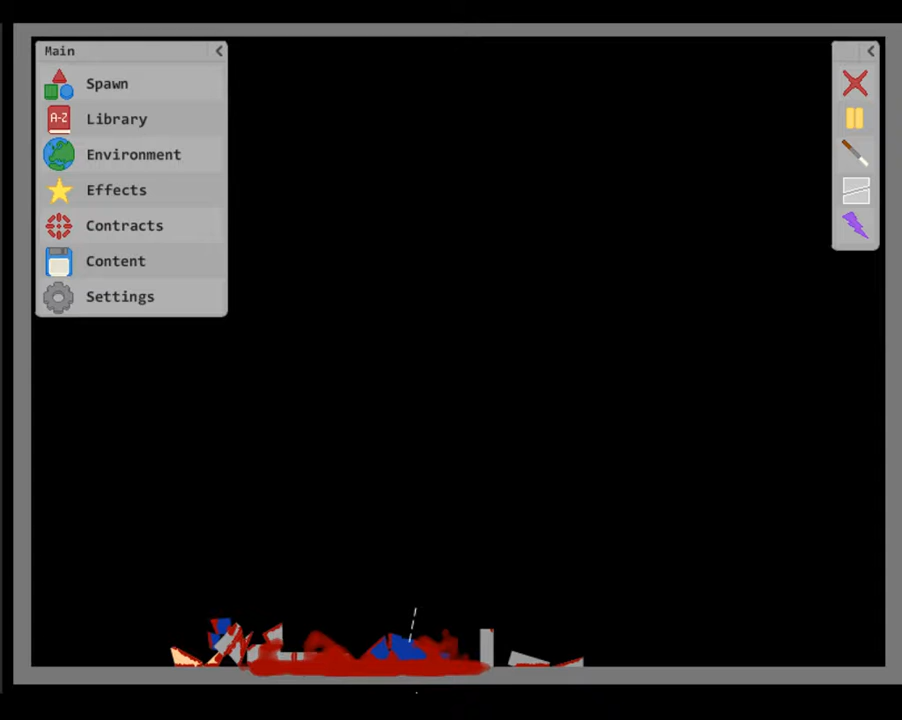 Main
Spawn
A-Z
Library
Environment
Effects
Contracts
Content
Settings